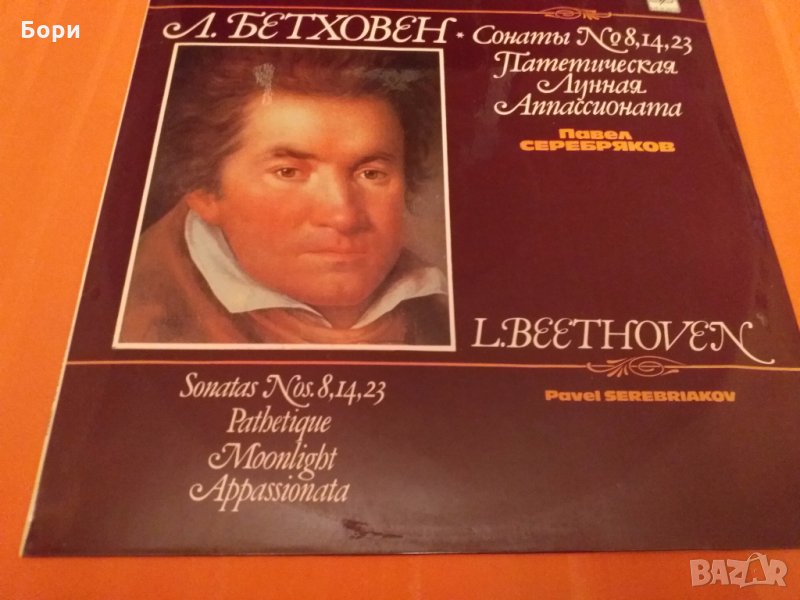 Бори
Л. БЕТХОВЕН * Сонаты № 8, 14, 23
Патетическая
Лунная
Аппассионата
Павел
СЕРЕБРЯКОВ
L. BEETHOVEN
Pavel SEREBRIAKOV
Sonatas Nos. 8, 14, 23
Pathetique
Moonlight
Appassionata
BAZAR